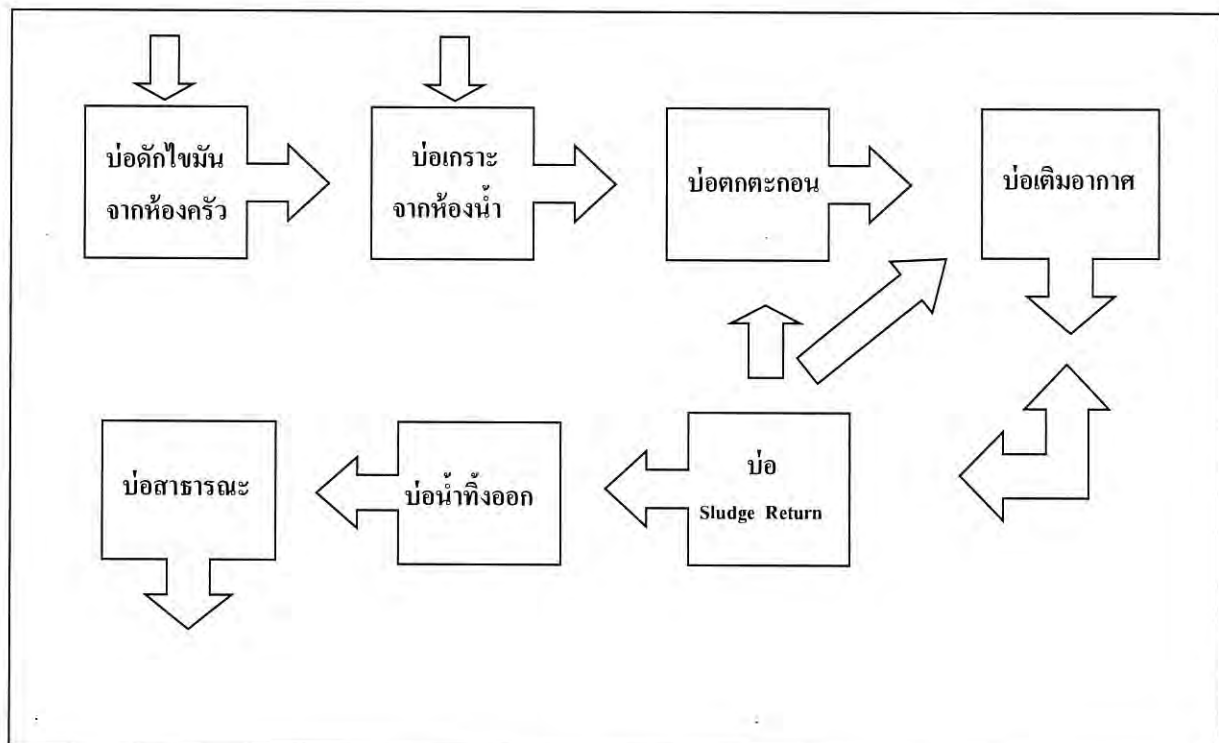 บ่อดักไขมัน
จากห้องครัว
บ่อเกราะ
จากห้องน้ำ
บ่อตกตะกอน
บ่อเติมอากาศ
บ่อสาธารณะ
บ่อน้ำทิ้งออก
บ่อ
Sludge Return